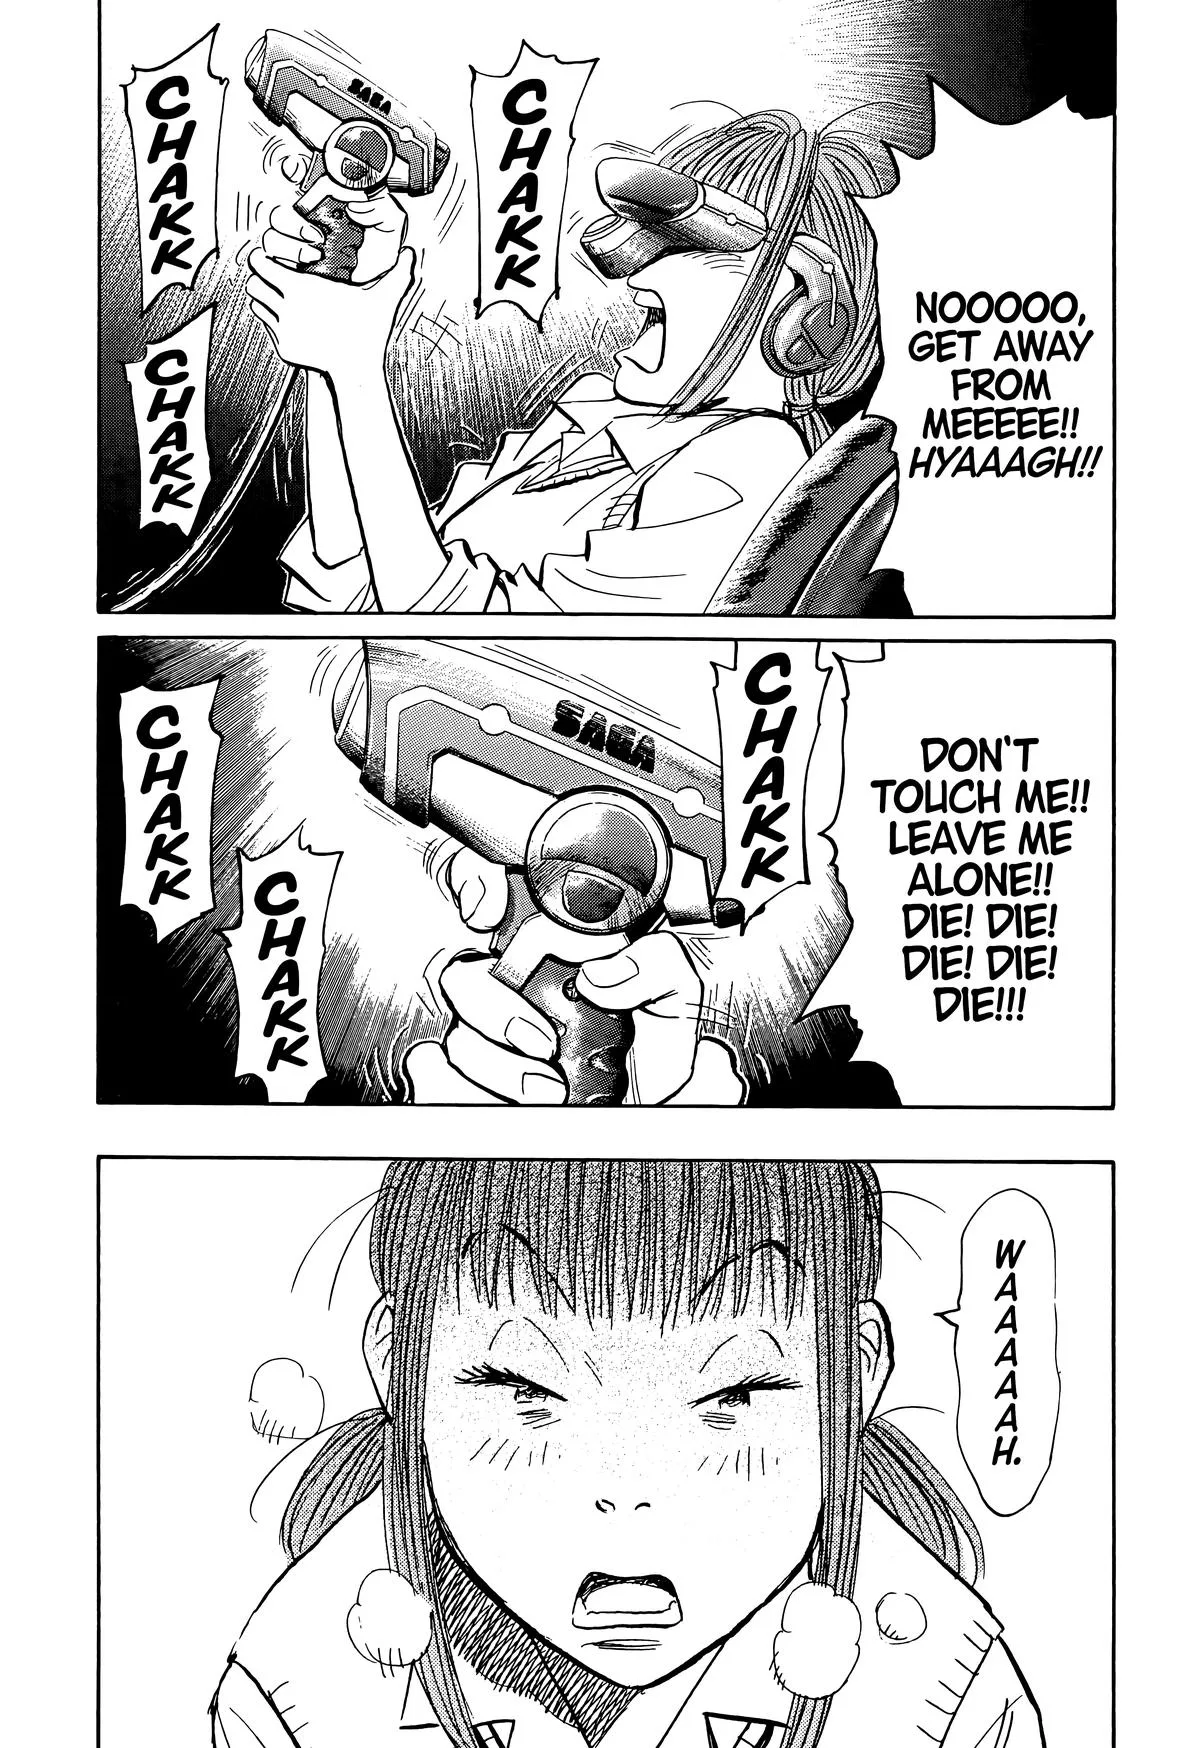 CHAKK
SAGA
CHAKK
CHAKK
NOOOOO,
GET AWAY
FROM
MEEEEE!!
HYAAAGH!!
CHAKK
CHAKK
SAGA
CHAKK
DON'T
TOUCH ME!!
LEAVE ME
ALONE!!
DIE! DIE!
DIE! DIE!
DIE!!!
WAAAAAH.